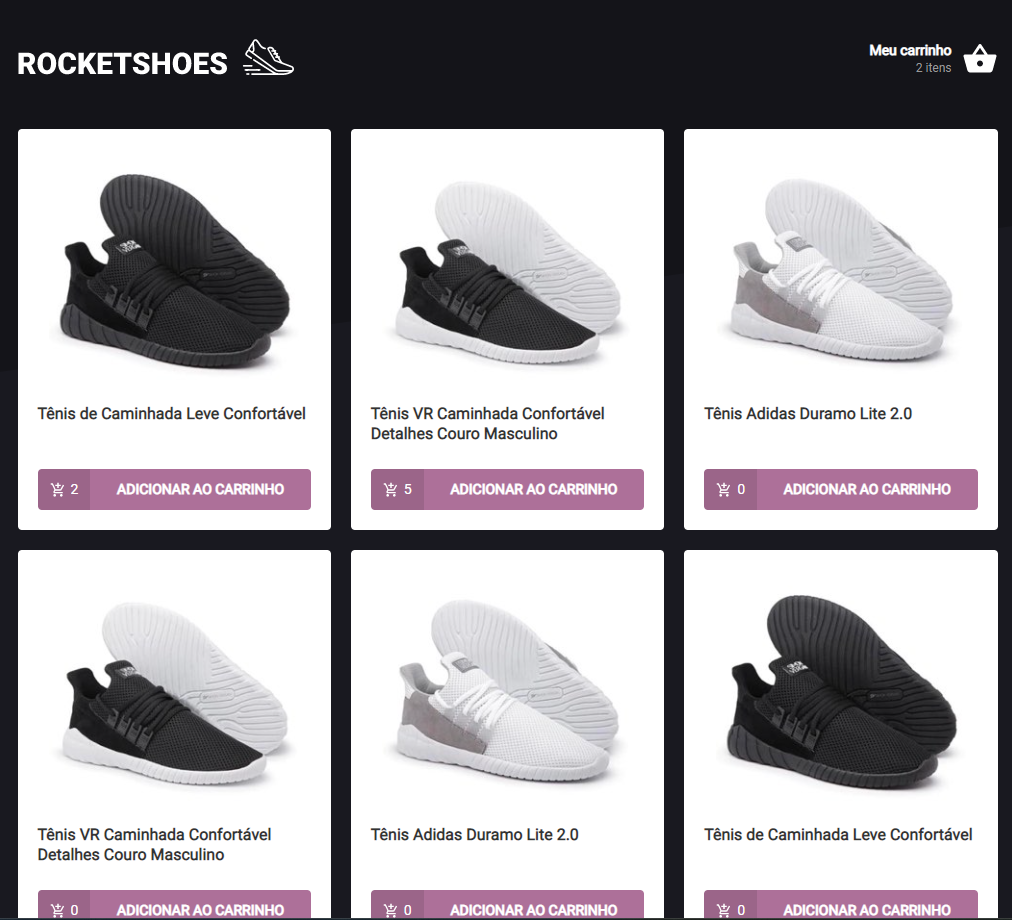 ROCKETSHOES
Meu carrinho
2 itens
Tênis de Caminhada Leve Confortável
2 ADICIONAR AO CARRINHO
Tênis VR Caminhada Confortável
Detalhes Couro Masculino
5 ADICIONAR AO CARRINHO
Tênis Adidas Duramo Lite 2.0
0 ADICIONAR AO CARRINHO
Tênis VR Caminhada Confortável
Detalhes Couro Masculino
0 ADICIONAR AO CARRINHO
Tênis Adidas Duramo Lite 2.0
0 ADICIONAR AO CARRINHO
Tênis de Caminhada Leve Confortável
0 ADICIONAR AO CARRINHO